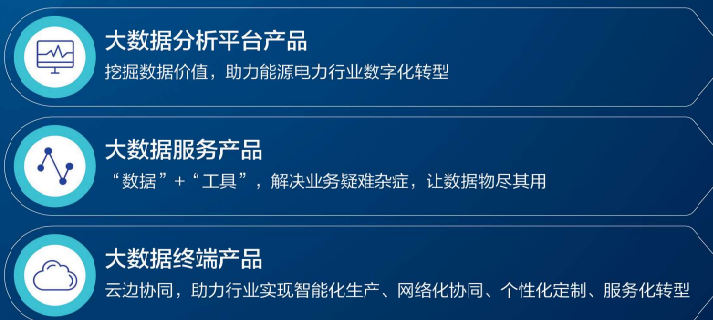 大数据分析平台产品
挖掘数据价值，助力能源电力行业数字化转型
大数据服务产品
“数据”+“工具”，解决业务疑难杂症，让数据物尽其用
大数据终端产品
云边协同，助力行业实现智能化生产、网络化协同、个性化定制、服务化转型